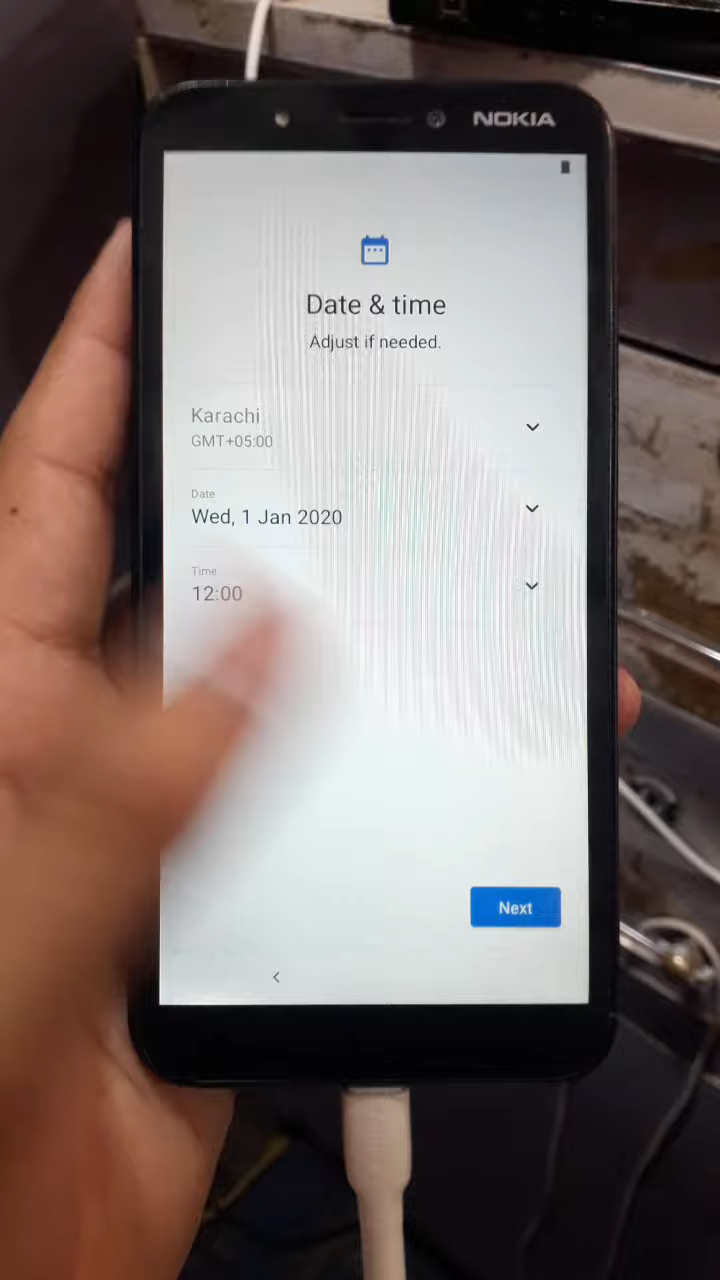 NOKIA
Date & time
Adjust if needed.
Karachi
GMT+05:00
Date
Wed, 1 Jan 2020
Time
12:00
Next